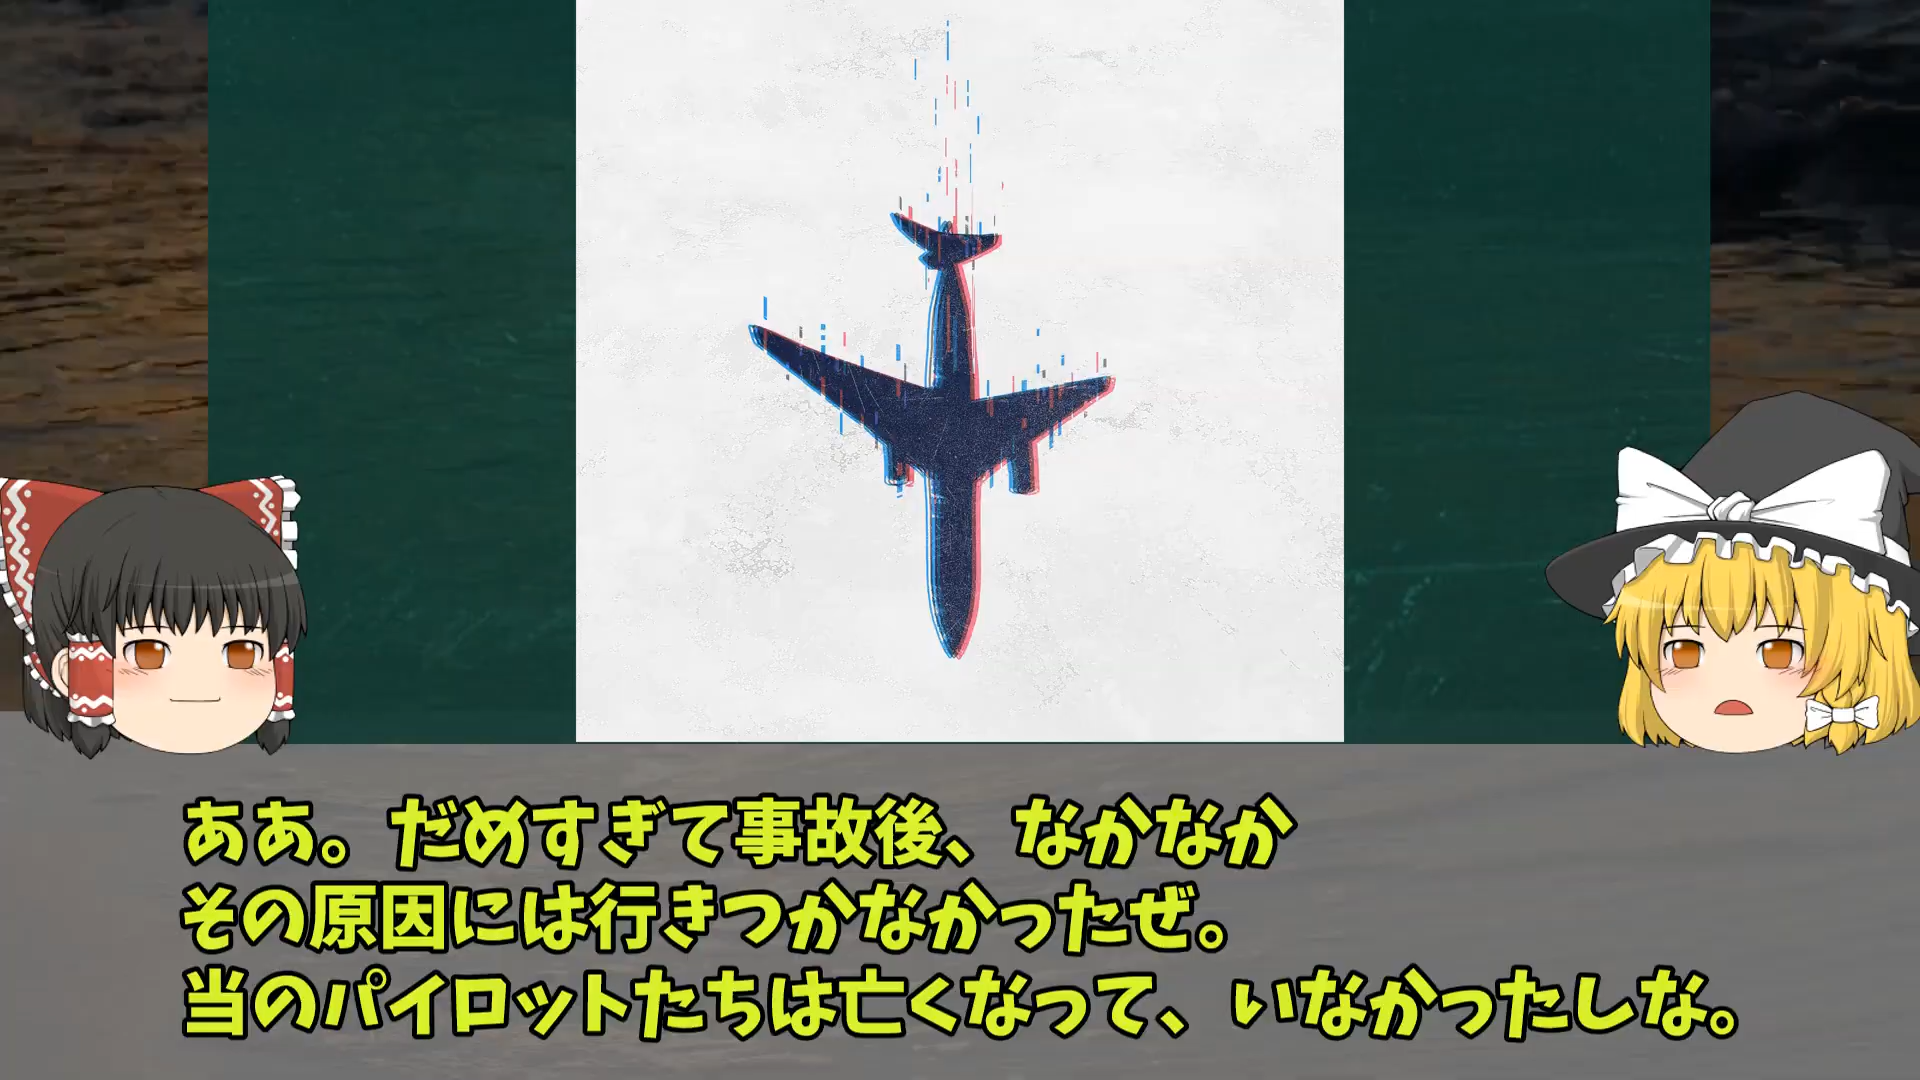 ああ。だめすぎて事故後、なかなか
その原因には行きつかなかったぜ。
当のパイロットたちは亡くなって、いなかったしな。